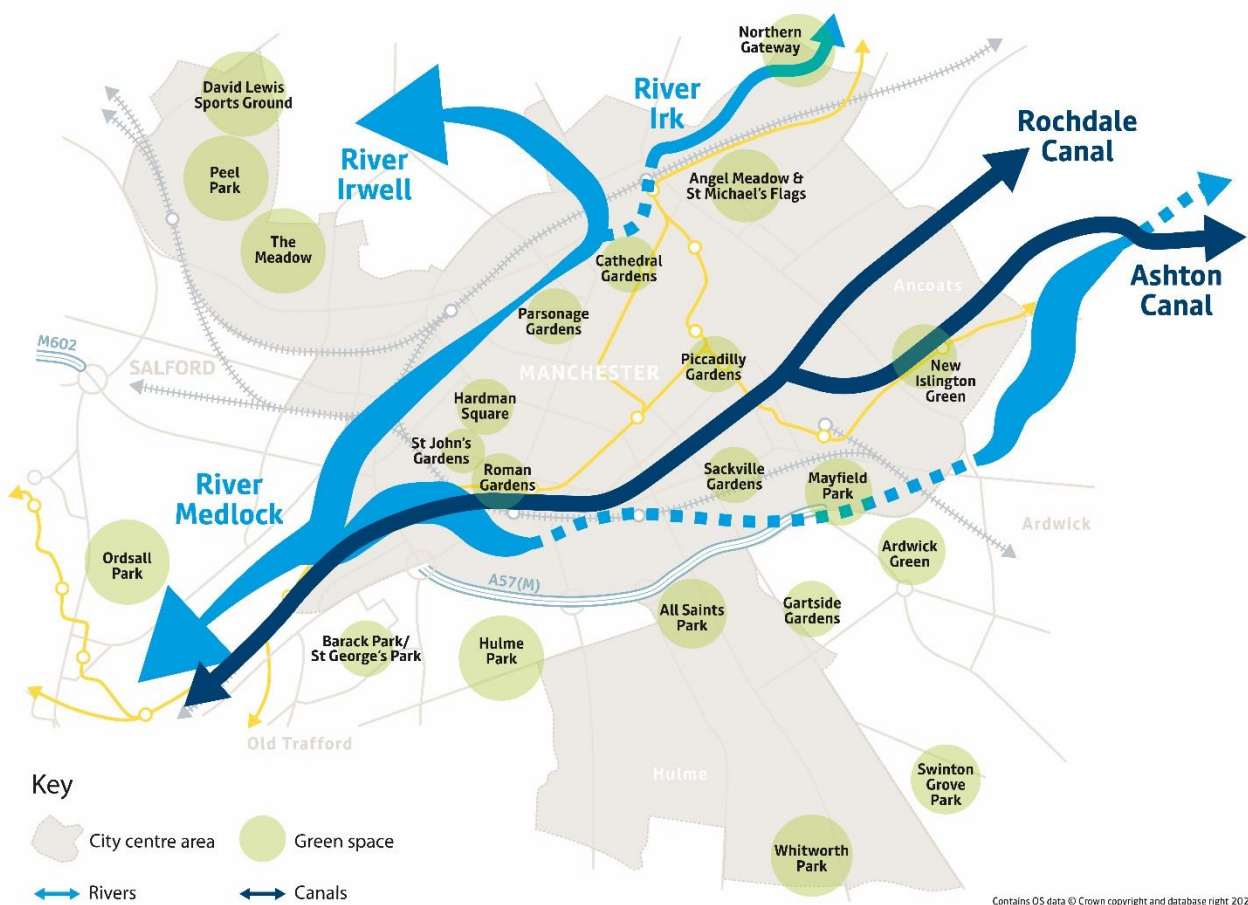 Northern
Gateway
David Lewis
Sports Ground
River
Irk
Rochdale
Canal
River
Irwell
Peel
Park
Angel Meadow &
St Michael's Flags
The
Meadow
Cathedral
Gardens
Ashton
Canal
Ancoats
Parsonage
Gardens
M602
SALFORD
MANCHESTER
Piccadilly
Gardens
New
Islington
Green
Hardman
Square
St John's
Gardens
Roman
Gardens
Sackville
Gardens
Mayfield
Park
River
Medlock
Ardwick
Ordsall
Park
Ardwick
Green
A57(M)
All Saints
Park
Gartside
Gardens
Barack Park/
St George's Park
Hulme
Park
Old Trafford
Hulme
Swinton
Grove
Park
Whitworth
Park
Key
City centre area
Green space
Rivers
Canals
Contains OS data © Crown copyright and database right